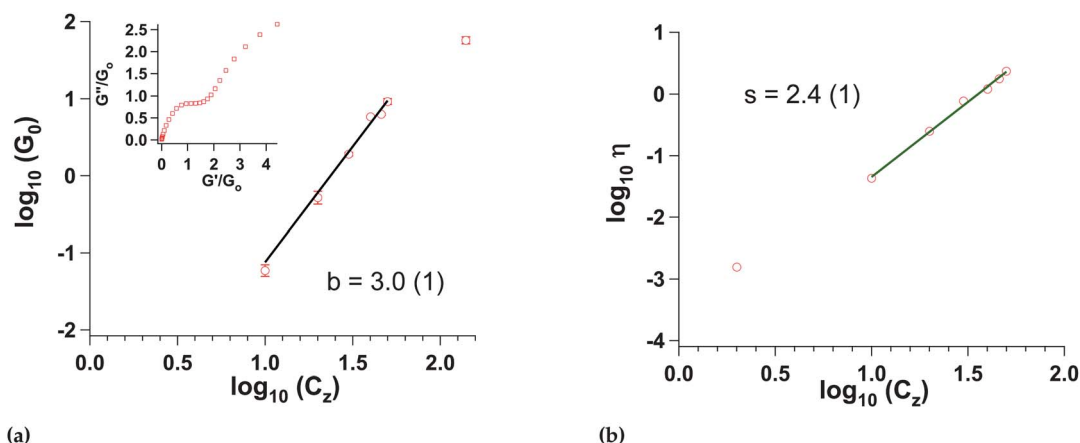 2
1
0
-1
-2
log10 (G0)
0.0 0.5 1.0 1.5 2.0
log10 (Cz)
b = 3.0 (1)
2.5
2.0
1.5
1.0
0.5
0.0
G''/Go
0 1 2 3 4
G'/Go
(a)
1
0
-1
-2
-3
-4
log10 η
s = 2.4 (1)
0.0 0.5 1.0 1.5 2.0
log10 (Cz)
(b)